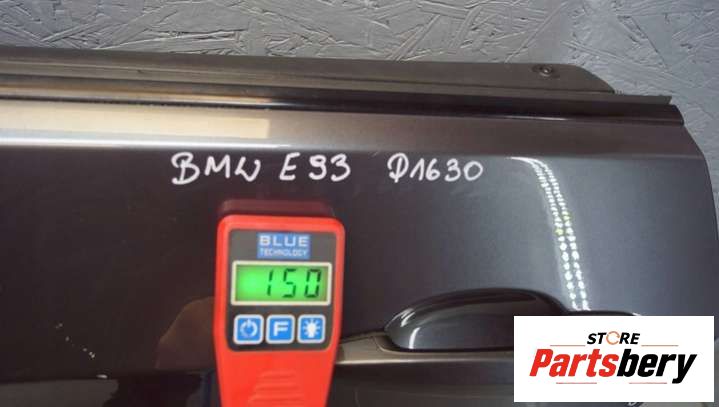 BMW E93 D1630
BLUE
TECHNOLOGY
150
F
STORE
Partsbery